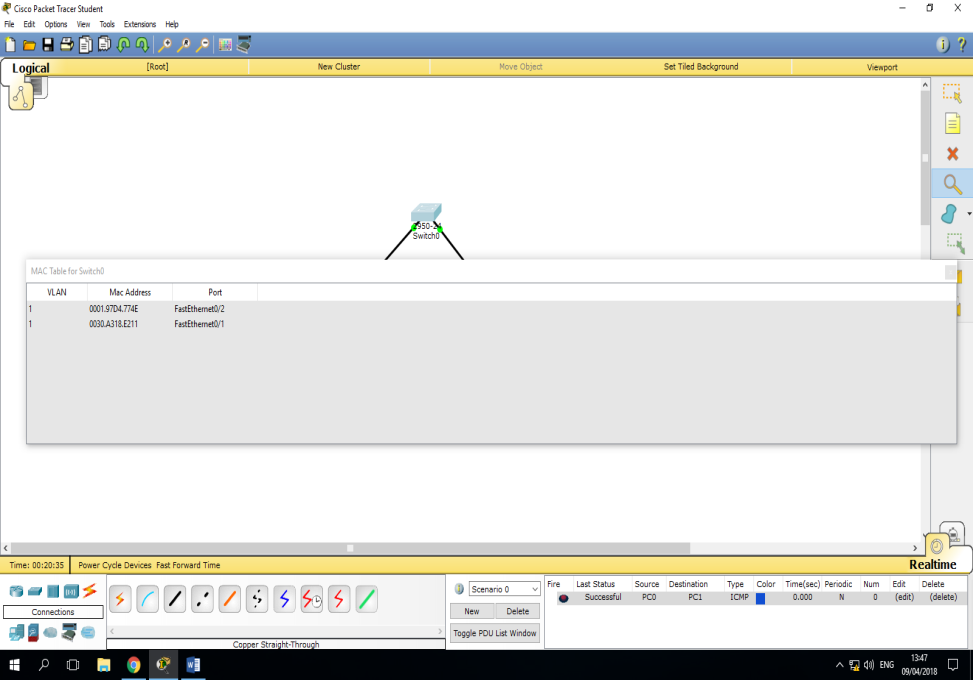 Cisco Packet Tracer Student
File Edit Options View Tools Extensions Help
Logical [Root] New Cluster Move Object Set Tiled Background Viewport
2950-24
Switch0
MAC Table for Switch0
VLAN Mac Address Port
1 0001.97D4.774E FastEthernet0/2
1 0030.A318.E211 FastEthernet0/1
Time: 00:20:35 Power Cycle Devices Fast Forward Time Realtime
Connections
Copper Straight-Through
Scenario 0
New Delete
Toggle PDU List Window
Fire Last Status Source Destination Type Color Time(sec) Periodic Num Edit Delete
Successful PC0 PC1 ICMP 0.000 N 0 (edit) (delete)
ENG
13:47
09/04/2018